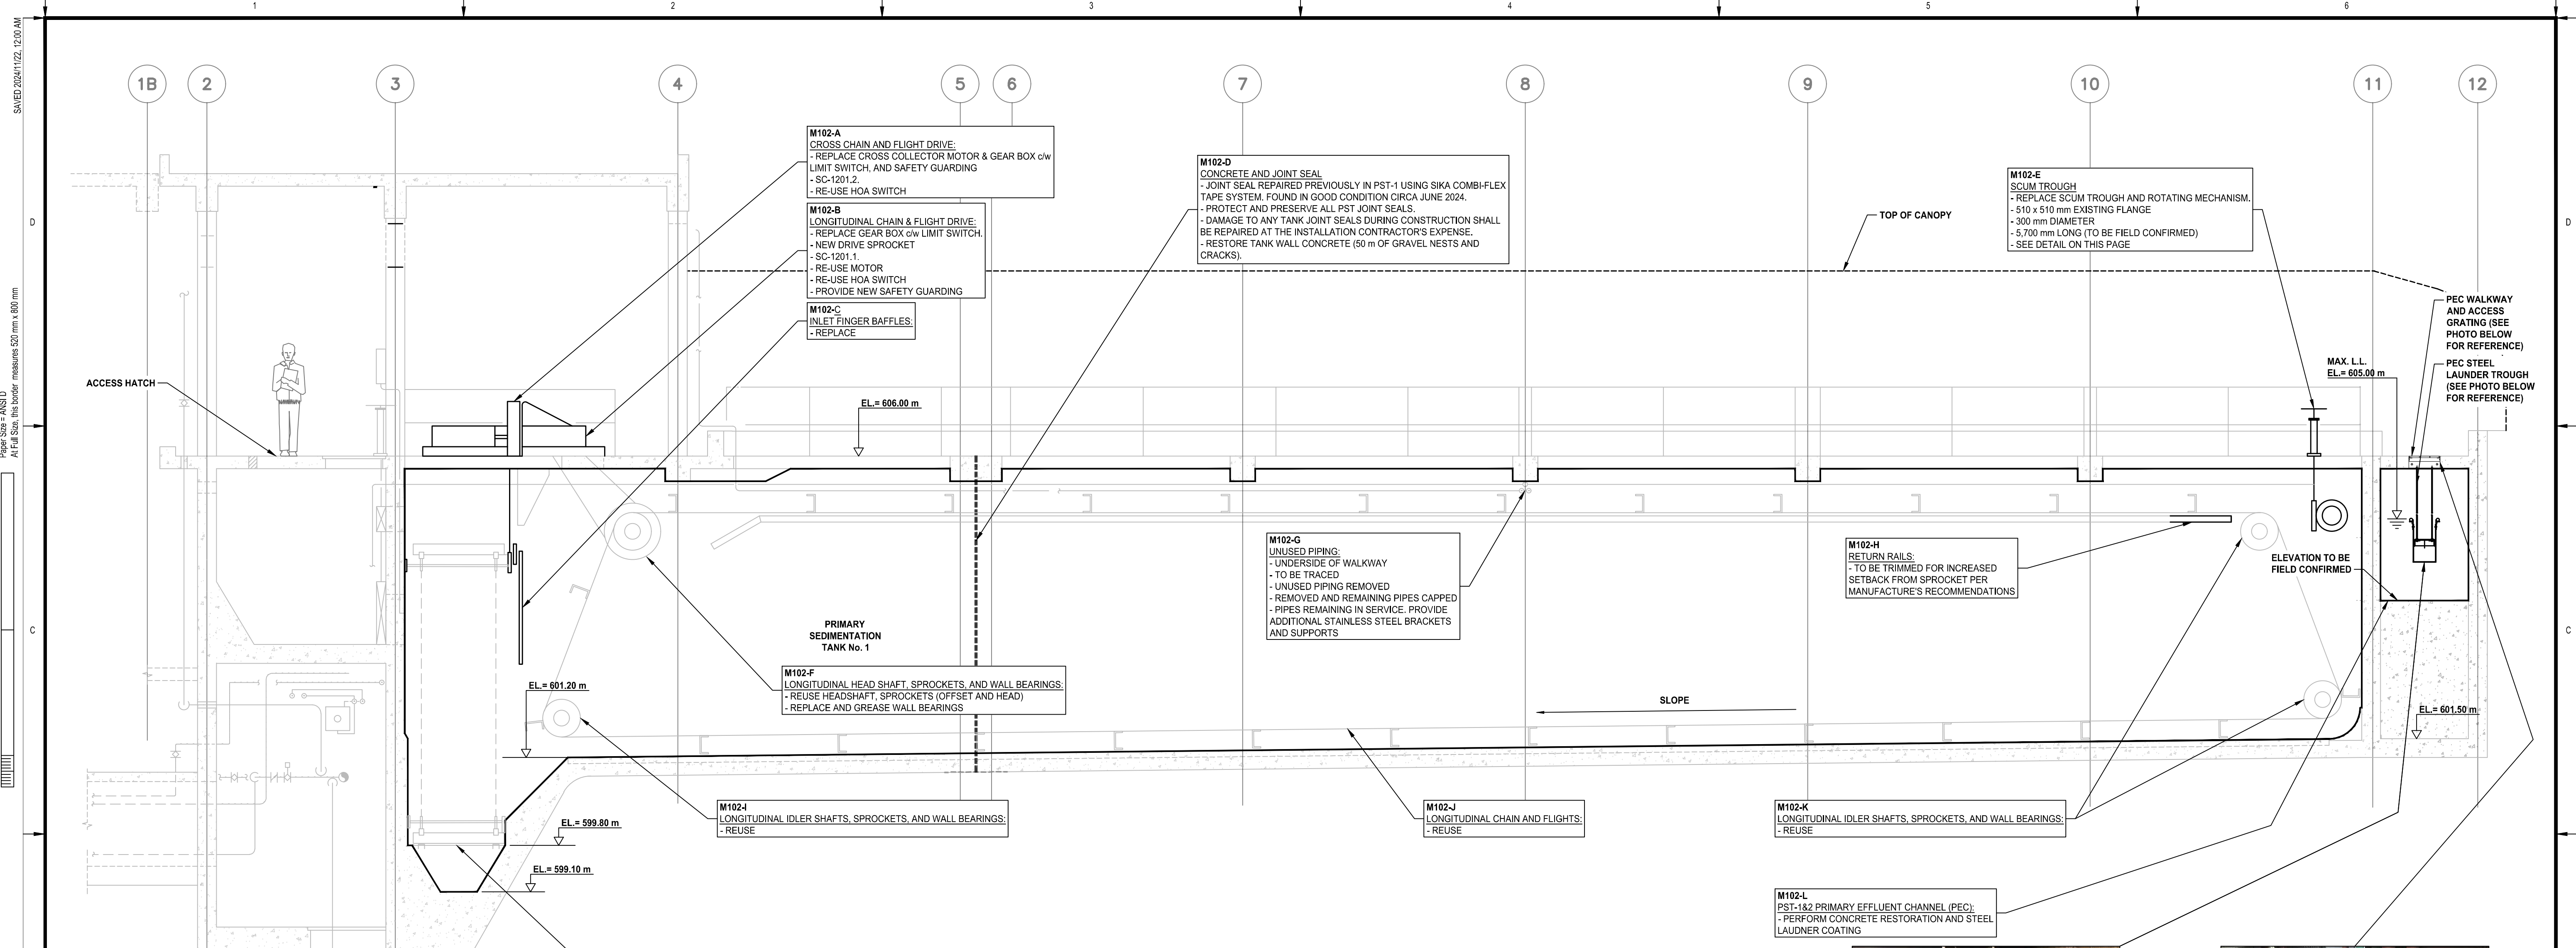 1
2
3
4
5
6
SAVED 2024/11/22, 12:00 AM
Paper Size = ANSI D
At Full Size, this border measures 520 mm x 800 mm
D
C
D
C
1B
2
3
4
5
6
7
8
9
10
11
12
M102-A
CROSS CHAIN AND FLIGHT DRIVE:
- REPLACE CROSS COLLECTOR MOTOR & GEAR BOX c/w
LIMIT SWITCH, AND SAFETY GUARDING
- SC-1201.2.
- RE-USE HOA SWITCH
M102-B
LONGITUDINAL CHAIN & FLIGHT DRIVE:
- REPLACE GEAR BOX c/w LIMIT SWITCH.
- NEW DRIVE SPROCKET
- SC-1201.1.
- RE-USE MOTOR
- RE-USE HOA SWITCH
- PROVIDE NEW SAFETY GUARDING
M102-C
INLET FINGER BAFFLES:
- REPLACE
M102-D
CONCRETE AND JOINT SEAL
- JOINT SEAL REPAIRED PREVIOUSLY IN PST-1 USING SIKA COMBI-FLEX
TAPE SYSTEM. FOUND IN GOOD CONDITION CIRCA JUNE 2024.
- PROTECT AND PRESERVE ALL PST JOINT SEALS.
- DAMAGE TO ANY TANK JOINT SEALS DURING CONSTRUCTION SHALL
BE REPAIRED AT THE INSTALLATION CONTRACTOR'S EXPENSE.
- RESTORE TANK WALL CONCRETE (50 m OF GRAVEL NESTS AND
CRACKS).
TOP OF CANOPY
M102-E
SCUM TROUGH
- REPLACE SCUM TROUGH AND ROTATING MECHANISM.
- 510 x 510 mm EXISTING FLANGE
- 300 mm DIAMETER
- 5,700 mm LONG (TO BE FIELD CONFIRMED)
- SEE DETAIL ON THIS PAGE
PEC WALKWAY
AND ACCESS
GRATING (SEE
PHOTO BELOW
FOR REFERENCE)
PEC STEEL
LAUNDER TROUGH
(SEE PHOTO BELOW
FOR REFERENCE)
MAX. L.L.
EL.= 605.00 m
ACCESS HATCH
EL.= 606.00 m
M102-G
UNUSED PIPING:
- UNDERSIDE OF WALKWAY
- TO BE TRACED
- UNUSED PIPING REMOVED
- REMOVED AND REMAINING PIPES CAPPED
- PIPES REMAINING IN SERVICE. PROVIDE
ADDITIONAL STAINLESS STEEL BRACKETS
AND SUPPORTS
M102-H
RETURN RAILS:
- TO BE TRIMMED FOR INCREASED
SETBACK FROM SPROCKET PER
MANUFACTURE'S RECOMMENDATIONS
ELEVATION TO BE
FIELD CONFIRMED
PRIMARY
SEDIMENTATION
TANK No. 1
M102-F
LONGITUDINAL HEAD SHAFT, SPROCKETS, AND WALL BEARINGS:
- REUSE HEADSHAFT, SPROCKETS (OFFSET AND HEAD)
- REPLACE AND GREASE WALL BEARINGS
EL.= 601.20 m
SLOPE
EL.= 601.50 m
M102-I
LONGITUDINAL IDLER SHAFTS, SPROCKETS, AND WALL BEARINGS:
- REUSE
M102-J
LONGITUDINAL CHAIN AND FLIGHTS:
- REUSE
M102-K
LONGITUDINAL IDLER SHAFTS, SPROCKETS, AND WALL BEARINGS:
- REUSE
EL.= 599.80 m
EL.= 599.10 m
M102-L
PST-1&2 PRIMARY EFFLUENT CHANNEL (PEC):
- PERFORM CONCRETE RESTORATION AND STEEL
LAUDNER COATING